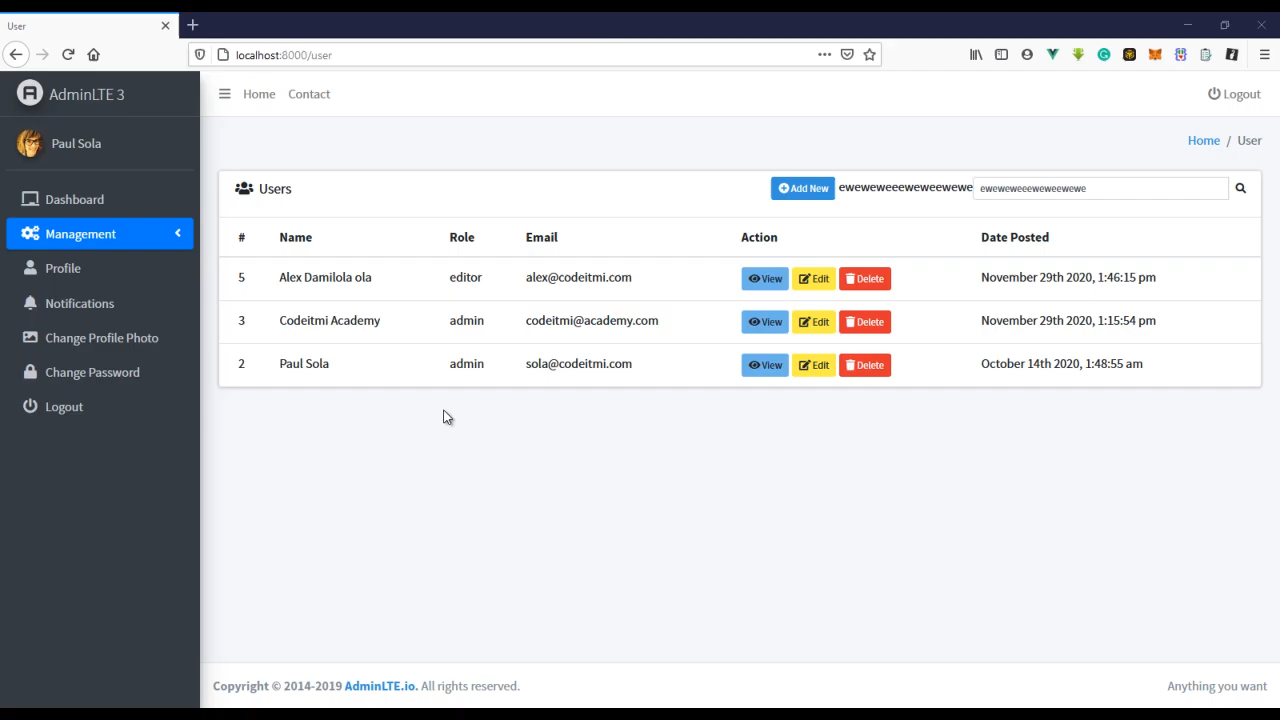 User
localhost:8000/user
AdminLTE 3
Home
Contact
Logout
Paul Sola
Home / User
Dashboard
Management
Profile
Notifications
Change Profile Photo
Change Password
Logout
Users
Add New
eweweweeeweweewewe
eweweweeeweweewewe
# Name Role Email Action Date Posted
5 Alex Damilola ola editor alex@codeitmi.com View Edit Delete November 29th 2020, 1:46:15 pm
3 Codeitmi Academy admin codeitmi@academy.com View Edit Delete November 29th 2020, 1:15:54 pm
2 Paul Sola admin sola@codeitmi.com View Edit Delete October 14th 2020, 1:48:55 am
Copyright © 2014-2019 AdminLTE.io. All rights reserved.
Anything you want